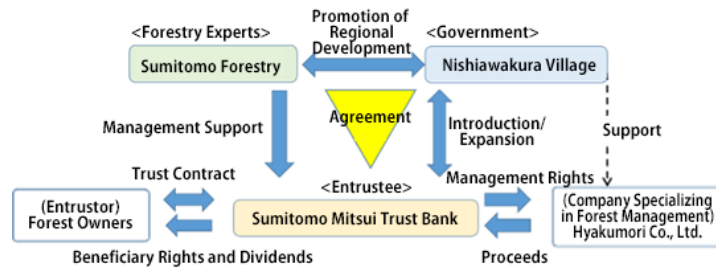 Promotion of
Regional
Development
<Forestry Experts>
<Government>
Sumitomo Forestry
Nishiawakura Village
Management Support
Agreement
Introduction/
Expansion
Support
Trust Contract
<Entrustee>
Management Rights
(Entrustor)
Forest Owners
Sumitomo Mitsui Trust Bank
(Company Specializing
in Forest Management)
Hyakumori Co., Ltd.
Beneficiary Rights and Dividends
Proceeds